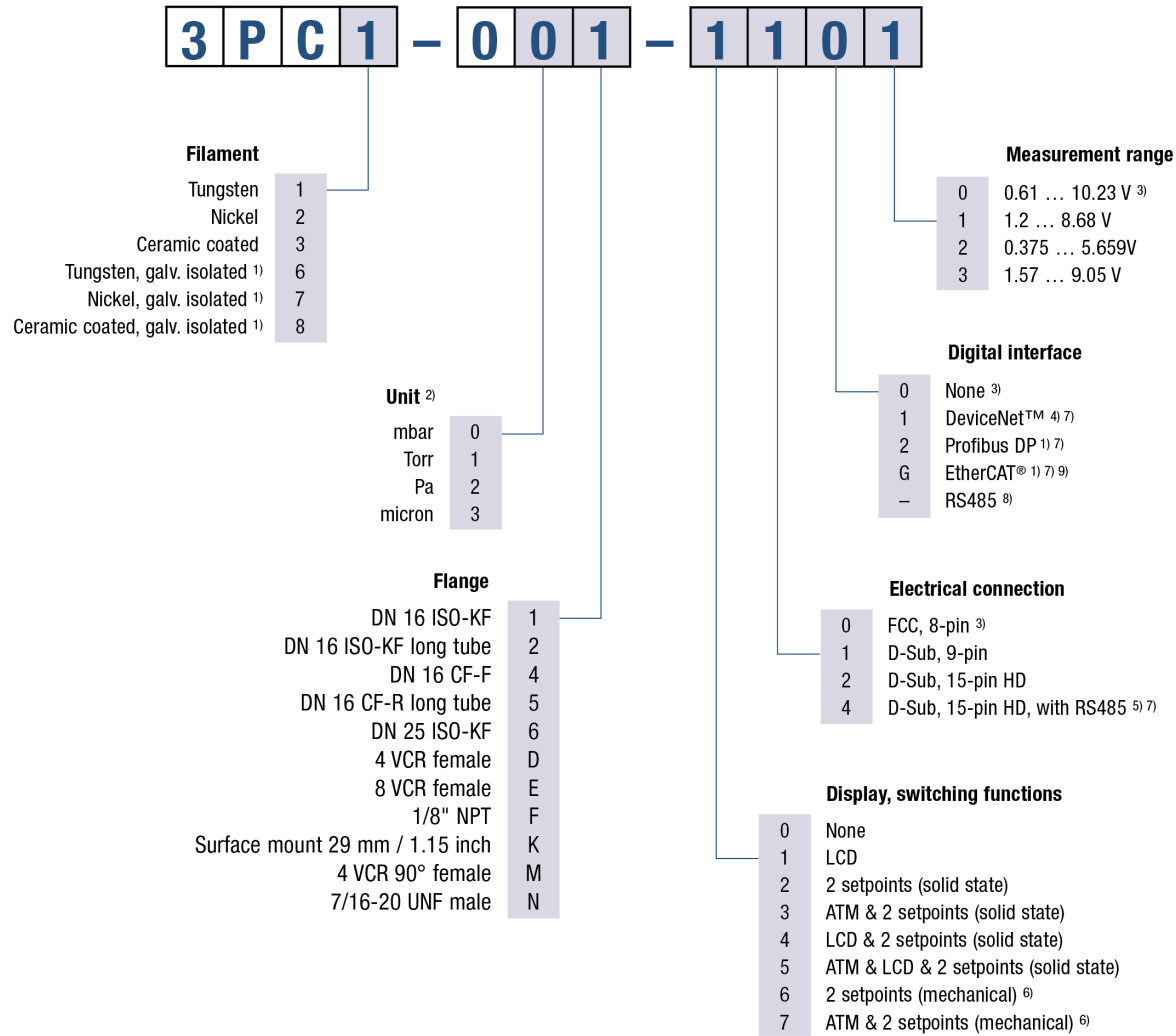 3PC1 – 001 – 1101
Filament
Tungsten 1
Nickel 2
Ceramic coated 3
Tungsten, galv. isolated 1) 6
Nickel, galv. isolated 1) 7
Ceramic coated, galv. isolated 1) 8
Unit 2)
mbar 0
Torr 1
Pa 2
micron 3
Flange
DN 16 ISO-KF 1
DN 16 ISO-KF long tube 2
DN 16 CF-F 4
DN 16 CF-R long tube 5
DN 25 ISO-KF 6
4 VCR female D
8 VCR female E
1/8" NPT F
Surface mount 29 mm / 1.15 inch K
4 VCR 90° female M
7/16-20 UNF male N
Measurement range
0 0.61 … 10.23 V 3)
1 1.2 … 8.68 V
2 0.375 … 5.659V
3 1.57 … 9.05 V
Digital interface
0 None 3)
1 DeviceNet™ 4) 7)
2 Profibus DP 1) 7)
G EtherCAT® 1) 7) 9)
– RS485 8)
Electrical connection
0 FCC, 8-pin 3)
1 D-Sub, 9-pin
2 D-Sub, 15-pin HD
4 D-Sub, 15-pin HD, with RS485 5) 7)
Display, switching functions
0 None
1 LCD
2 2 setpoints (solid state)
3 ATM & 2 setpoints (solid state)
4 LCD & 2 setpoints (solid state)
5 ATM & LCD & 2 setpoints (solid state)
6 2 setpoints (mechanical) 6)
7 ATM & 2 setpoints (mechanical) 6)